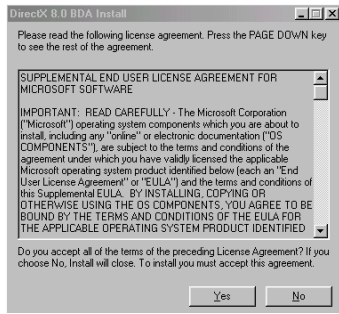 DirectX 8.0 BDA Install
Please read the following license agreement. Press the PAGE DOWN key
to see the rest of the agreement.
SUPPLEMENTAL END USER LICENSE AGREEMENT FOR
MICROSOFT SOFTWARE
IMPORTANT:  READ CAREFULLY - The Microsoft Corporation
("Microsoft") operating system components which you are about to
install, including any "online" or electronic documentation ("OS
COMPONENTS"), are subject to the terms and conditions of the
agreement under which you have validly licensed the applicable
Microsoft operating system product identified below (each an "End
User License Agreement" or "EULA") and the terms and conditions of
this Supplemental EULA.  BY INSTALLING, COPYING OR
OTHERWISE USING THE OS COMPONENTS, YOU AGREE TO BE
BOUND BY THE TERMS AND CONDITIONS OF THE EULA FOR
THE APPLICABLE OPERATING SYSTEM PRODUCT IDENTIFIED
Do you accept all of the terms of the preceding License Agreement? If you
choose No, Install will close. To install you must accept this agreement.
Yes
No